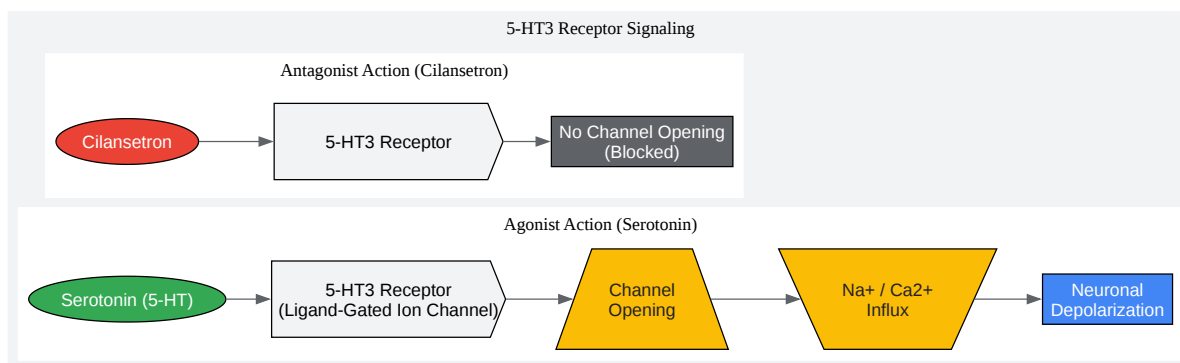 5-HT3 Receptor Signaling
Antagonist Action (Cilansetron)
Cilansetron
5-HT3 Receptor
No Channel Opening
(Blocked)
Agonist Action (Serotonin)
Serotonin (5-HT)
5-HT3 Receptor
(Ligand-Gated Ion Channel)
Channel
Opening
Na+ / Ca2+
Influx
Neuronal
Depolarization